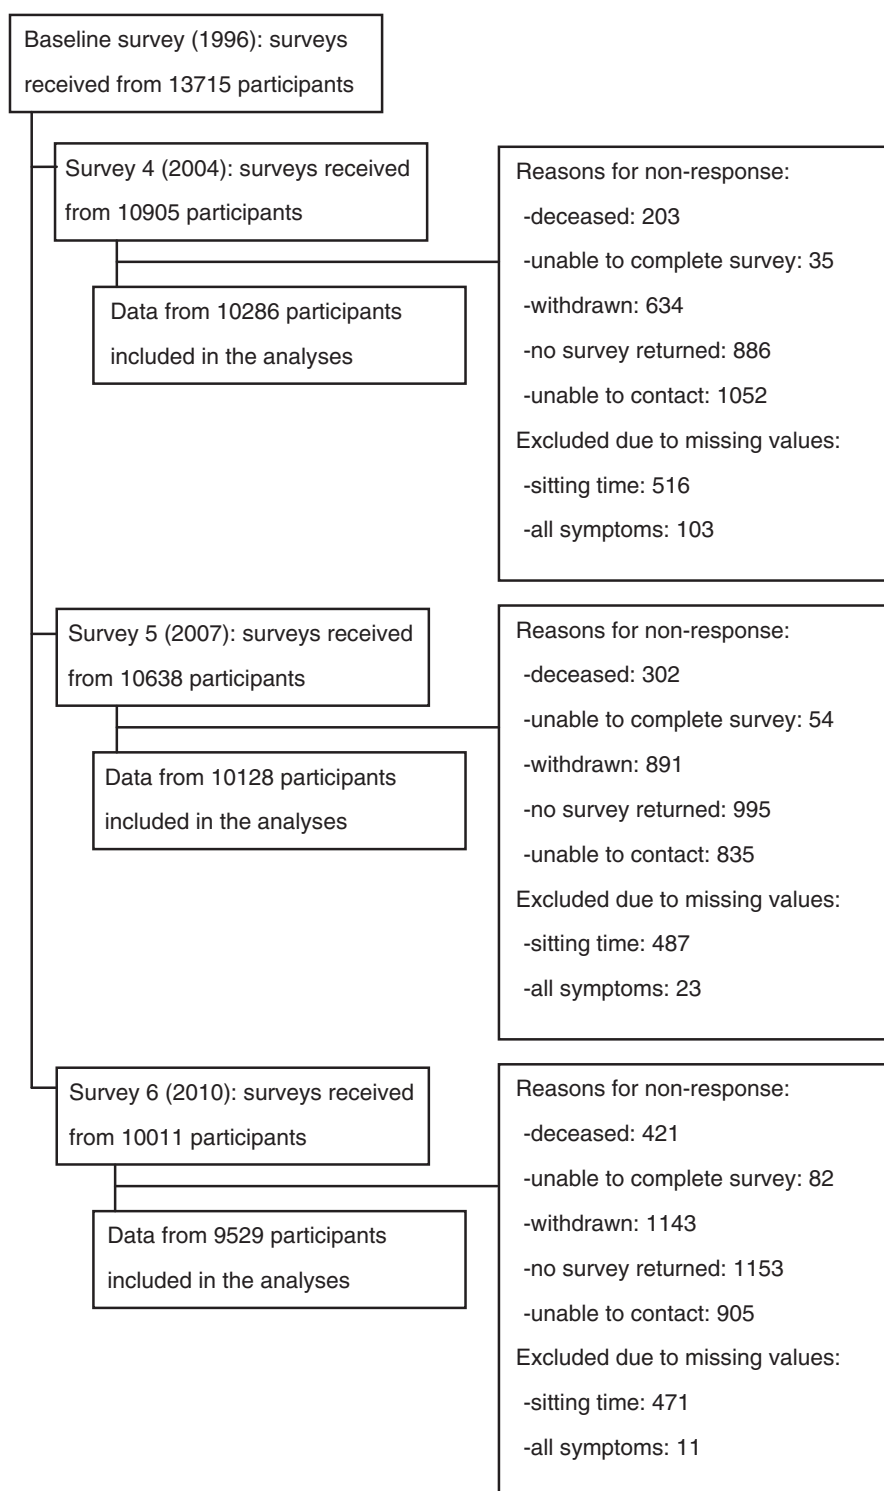 Baseline survey (1996): surveys
received from 13715 participants
Survey 4 (2004): surveys received
from 10905 participants
Data from 10286 participants
included in the analyses
Reasons for non-response:
-deceased: 203
-unable to complete survey: 35
-withdrawn: 634
-no survey returned: 886
-unable to contact: 1052
Excluded due to missing values:
-sitting time: 516
-all symptoms: 103
Survey 5 (2007): surveys received
from 10638 participants
Data from 10128 participants
included in the analyses
Reasons for non-response:
-deceased: 302
-unable to complete survey: 54
-withdrawn: 891
-no survey returned: 995
-unable to contact: 835
Excluded due to missing values:
-sitting time: 487
-all symptoms: 23
Survey 6 (2010): surveys received
from 10011 participants
Data from 9529 participants
included in the analyses
Reasons for non-response:
-deceased: 421
-unable to complete survey: 82
-withdrawn: 1143
-no survey returned: 1153
-unable to contact: 905
Excluded due to missing values:
-sitting time: 471
-all symptoms: 11